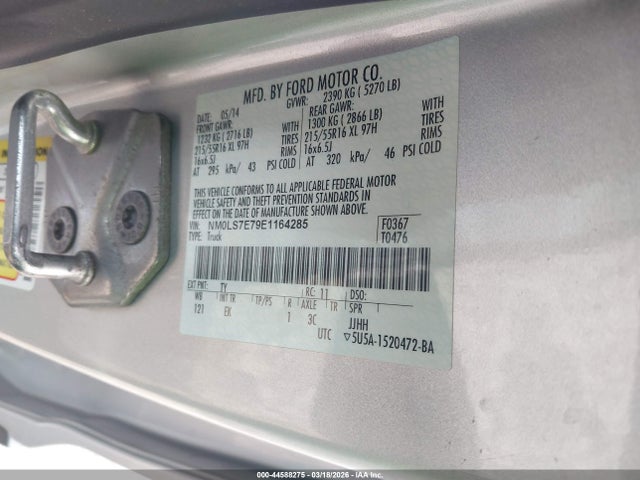 MFD. BY FORD MOTOR CO.
DATE: 05/14 GVWR: 2390 KG ( 5270 LB)
FRONT GAWR: REAR GAWR:
1232 KG ( 2716 LB) WITH 1300 KG ( 2866 LB) WITH
215/55R16 XL 97H TIRES 215/55R16 XL 97H TIRES
16x6.5J RIMS 16x6.5J RIMS
AT 295 kPa/ 43 PSI COLD AT 320 kPa/ 46 PSI COLD
THIS VEHICLE CONFORMS TO ALL APPLICABLE FEDERAL MOTOR
VEHICLE SAFETY AND THEFT PREVENTION STANDARDS IN
EFFECT ON THE DATE OF MANUFACTURE SHOWN ABOVE.
VIN: NM0LS7E79E1164285 F0367
TYPE: Truck T0476
EXT PNT: TY RC: 11 DSO:
WB INT TR TP/PS R AXLE TR SPR
121 EK 1 3C JJHH
UTC 5U5A-1520472-BA
000-44588275 | 03/18/2026 | IAA Inc.